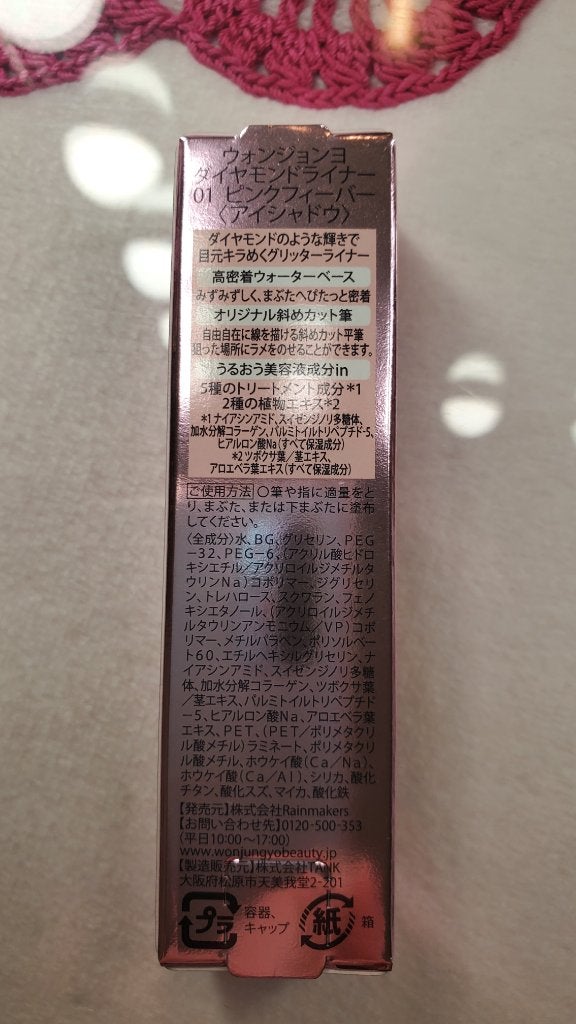 ウォンジョンヨ
ダイヤモンドライナー
01 ピンクフィーバー
〈アイシャドウ〉
ダイヤモンドのような輝きで
目元キラめくグリッターライナー
高密着ウォーターベース
みずみずしく、まぶたへぴたっと密着
オリジナル斜めカット筆
自由自在に線を描ける斜めカット平筆
狙った場所にラメをのせることができます。
うるおう美容液成分in
5種のトリートメント成分*1
2種の植物エキス*2
*1 ナイアシンアミド、スイゼンジノリ多糖体、
加水分解コラーゲン、パルミトイルトリペプチド-5、
ヒアルロン酸Na(すべて保湿成分)
*2 ツボクサ葉/茎エキス、
アロエベラ葉エキス(すべて保湿成分)
ご使用方法 〇筆や指に適量をと
り、まぶた、または下まぶたに塗布
してください。
〈全成分〉水、BG、グリセリン、PEG
-32、PEG-6、(アクリル酸ヒドロ
キシエチル/アクリロイルジメチルタ
ウリンNa)コポリマー、ジグリセリ
ン、トレハロース、スクワラン、フェノ
キシエタノール、(アクリロイルジメチ
ルタウリンアンモニウム/VP)コポ
リマー、メチルパラベン、ポリソルベー
ト60、エチルヘキシルグリセリン、ナ
イアシンアミド、スイゼンジノリ多糖
体、加水分解コラーゲン、ツボクサ葉
/茎エキス、パルミトイルトリペプチド
-5、ヒアルロン酸Na、アロエベラ葉
エキス、PET、(PET/ポリメタクリ
ル酸メチル)ラミネート、ポリメタクリ
ル酸メチル、ホウケイ酸(Ca/Na)、
ホウケイ酸(Ca/Al)、シリカ、酸化
チタン、酸化スズ、マイカ、酸化鉄
【発売元】株式会社Rainmakers
【お問い合わせ先】0120-500-353
(平日10:00~17:00)
www.wonjungyobeauty.jp
【製造販売元】株式会社TANK
大阪府松原市天美我堂2-201
プラ 容器、
キャップ
紙 箱